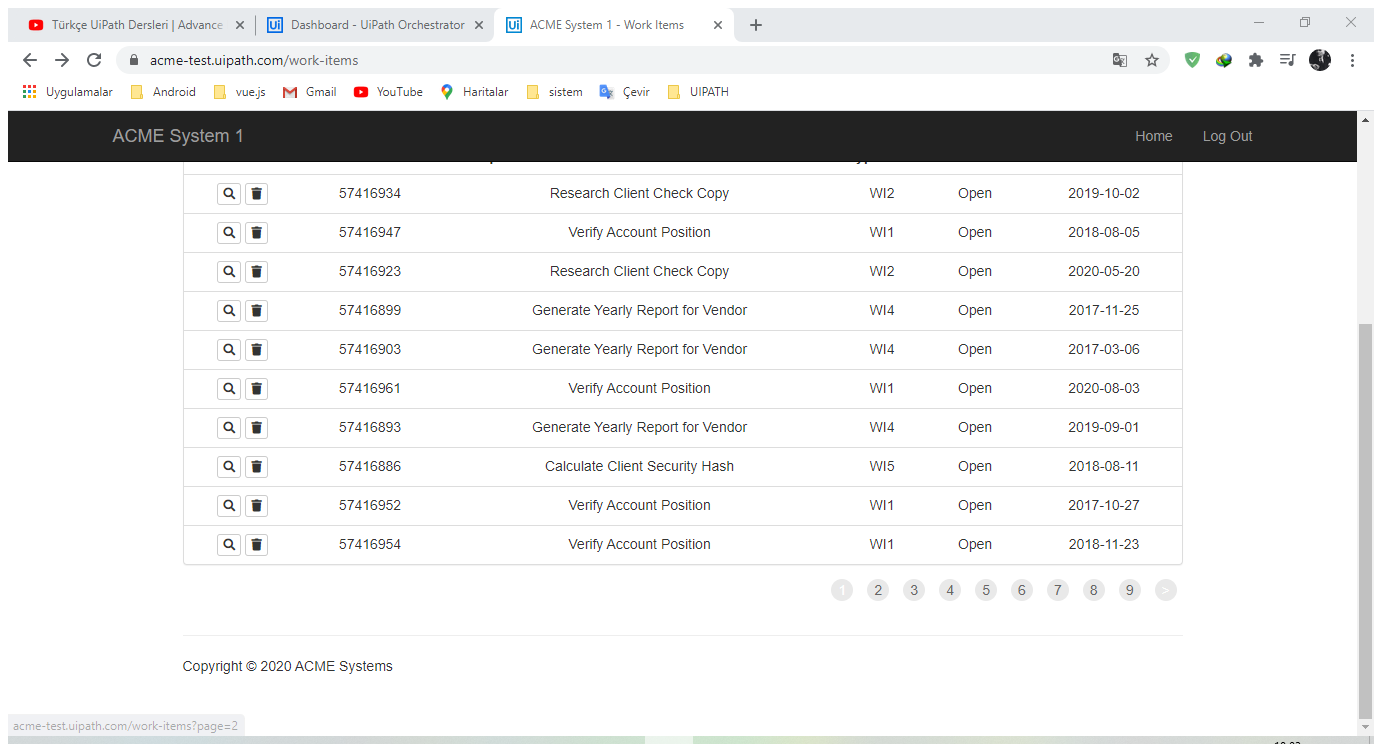 Türkçe UiPath Dersleri | Advance
Dashboard - UiPath Orchestrator
ACME System 1 - Work Items
acme-test.uipath.com/work-items
Uygulamalar Android vue.js Gmail YouTube Haritalar sistem Çevir UIPATH
ACME System 1 Home Log Out
57416934 Research Client Check Copy WI2 Open 2019-10-02
57416947 Verify Account Position WI1 Open 2018-08-05
57416923 Research Client Check Copy WI2 Open 2020-05-20
57416899 Generate Yearly Report for Vendor WI4 Open 2017-11-25
57416903 Generate Yearly Report for Vendor WI4 Open 2017-03-06
57416961 Verify Account Position WI1 Open 2020-08-03
57416893 Generate Yearly Report for Vendor WI4 Open 2019-09-01
57416886 Calculate Client Security Hash WI5 Open 2018-08-11
57416952 Verify Account Position WI1 Open 2017-10-27
57416954 Verify Account Position WI1 Open 2018-11-23
1 2 3 4 5 6 7 8 9 >
Copyright © 2020 ACME Systems
acme-test.uipath.com/work-items?page=2